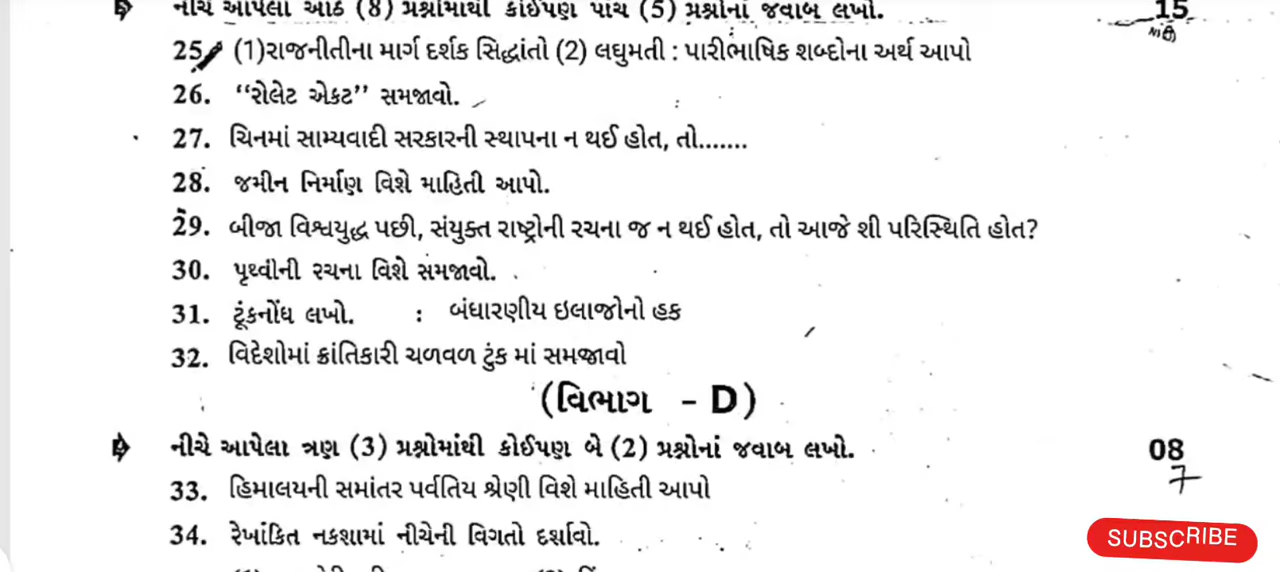 નીચે આપેલા આઠ (8) પ્રશ્નોમાંથી કોઈપણ પાંચ (5) પ્રશ્નોનાં જવાબ લખો. 15
25. (1)રાજનીતીના માર્ગ દર્શક સિદ્ધાંતો (2) લઘુમતી : પારીભાષિક શબ્દોના અર્થ આપો
26. "રોલેટ એકટ" સમજાવો.
27. ચિનમાં સામ્યવાદી સરકારની સ્થાપના ન થઈ હોત, તો.......
28. જમીન નિર્માણ વિશે માહિતી આપો.
29. બીજા વિશ્વયુદ્ધ પછી, સંયુક્ત રાષ્ટ્રોની રચના જ ન થઈ હોત, તો આજે શી પરિસ્થિતિ હોત?
30. પૃથ્વીની રચના વિશે સમજાવો.
31. ટૂંકનોંધ લખો. : બંધારણીય ઇલાજોનો હક
32. વિદેશોમાં ક્રાંતિકારી ચળવળ ટુંક માં સમજાવો
(વિભાગ - D)
નીચે આપેલા ત્રણ (3) પ્રશ્નોમાંથી કોઈપણ બે (2) પ્રશ્નોનાં જવાબ લખો. 08
7
33. હિમાલયની સમાંતર પર્વતિય શ્રેણી વિશે માહિતી આપો
34. રેખાંકિત નકશામાં નીચેની વિગતો દર્શાવો.
SUBSCRIBE